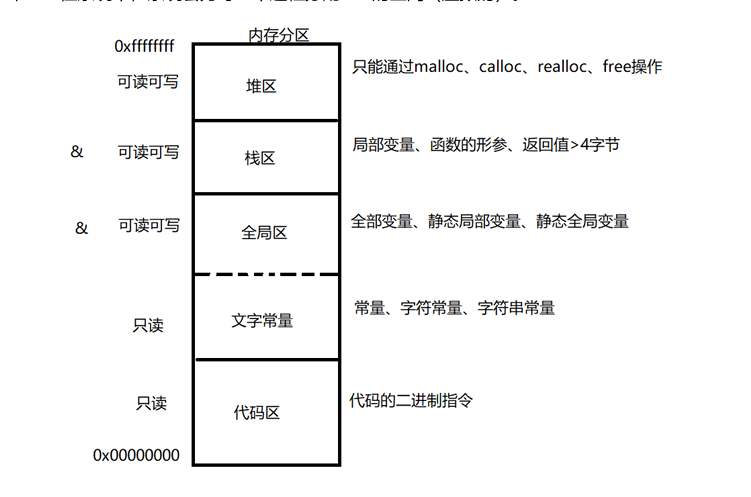 内存分区
0xffffffff
可读可写
堆区
只能通过malloc、calloc、realloc、free操作
& 可读可写
栈区
局部变量、函数的形参、返回值>4字节
& 可读可写
全局区
全部变量、静态局部变量、静态全局变量
只读
文字常量
常量、字符常量、字符串常量
只读
代码区
代码的二进制指令
0x00000000